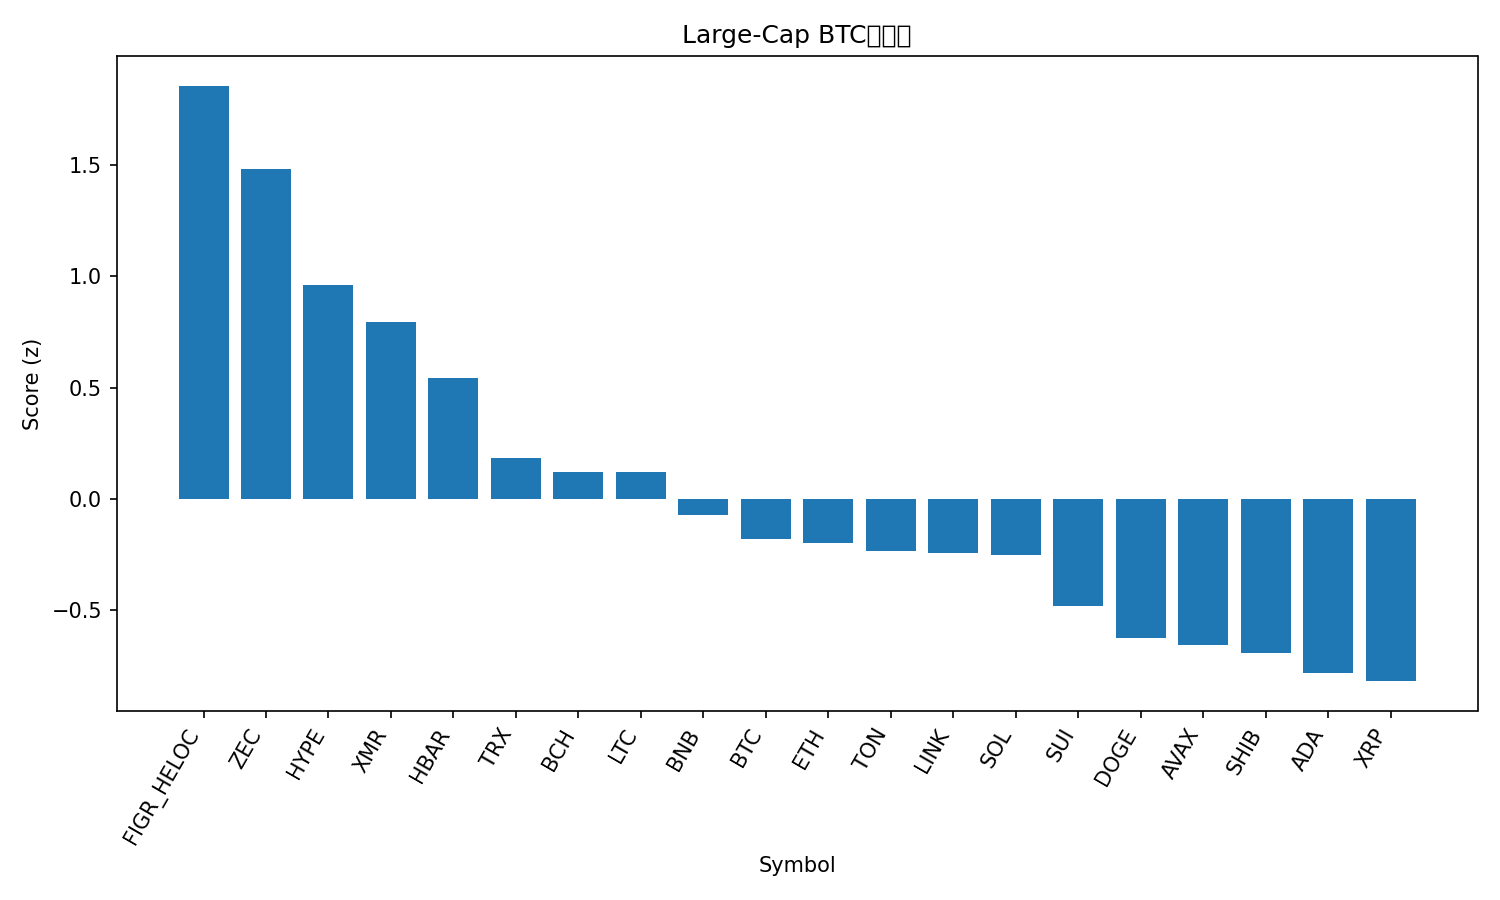 Large-Cap BTC
Score (z)
1.5
1.0
0.5
0.0
−0.5
FIGR_HELOC
ZEC
HYPE
XMR
HBAR
TRX
BCH
LTC
BNB
BTC
ETH
TON
LINK
SOL
SUI
DOGE
AVAX
SHIB
ADA
XRP
Symbol